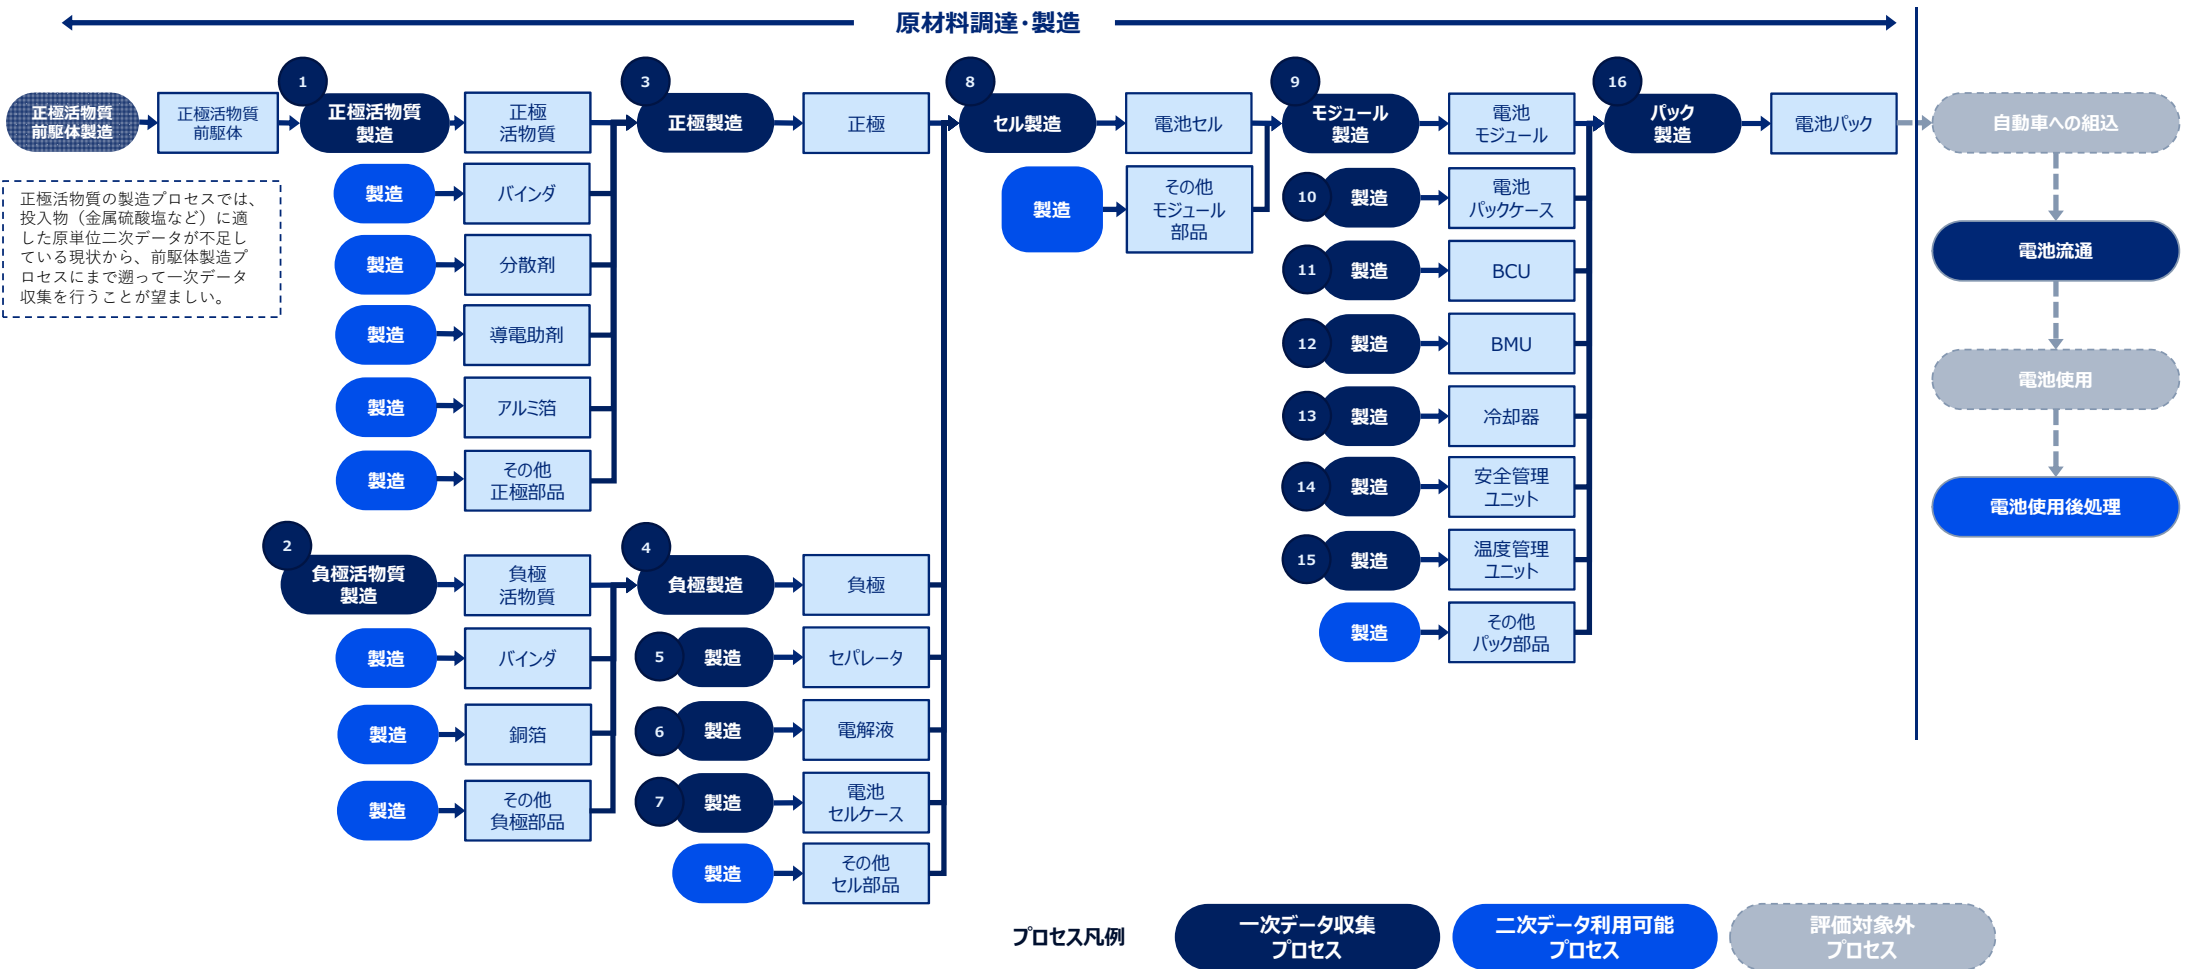 原材料調達・製造
正極活物質
前駆体製造
正極活物質
前駆体
1
正極活物質
製造
正極
活物質
3
正極製造
正極
8
セル製造
電池セル
9
モジュール
製造
電池
モジュール
16
パック
製造
電池パック
自動車への組込
正極活物質の製造プロセスでは、
投入物（金属硫酸塩など）に適
した原単位二次データが不足し
ている現状から、前駆体製造プ
ロセスにまで遡って一次データ
収集を行うことが望ましい。
製造
バインダ
製造
分散剤
製造
導電助剤
製造
アルミ箔
製造
その他
正極部品
製造
その他
モジュール
部品
10
製造
電池
パックケース
11
製造
BCU
12
製造
BMU
13
製造
冷却器
14
製造
安全管理
ユニット
15
製造
温度管理
ユニット
製造
その他
パック部品
電池流通
電池使用
電池使用後処理
2
負極活物質
製造
負極
活物質
4
負極製造
負極
製造
バインダ
5
製造
セパレータ
製造
銅箔
6
製造
電解液
製造
その他
負極部品
7
製造
電池
セルケース
製造
その他
セル部品
プロセス凡例
一次データ収集
プロセス
二次データ利用可能
プロセス
評価対象外
プロセス